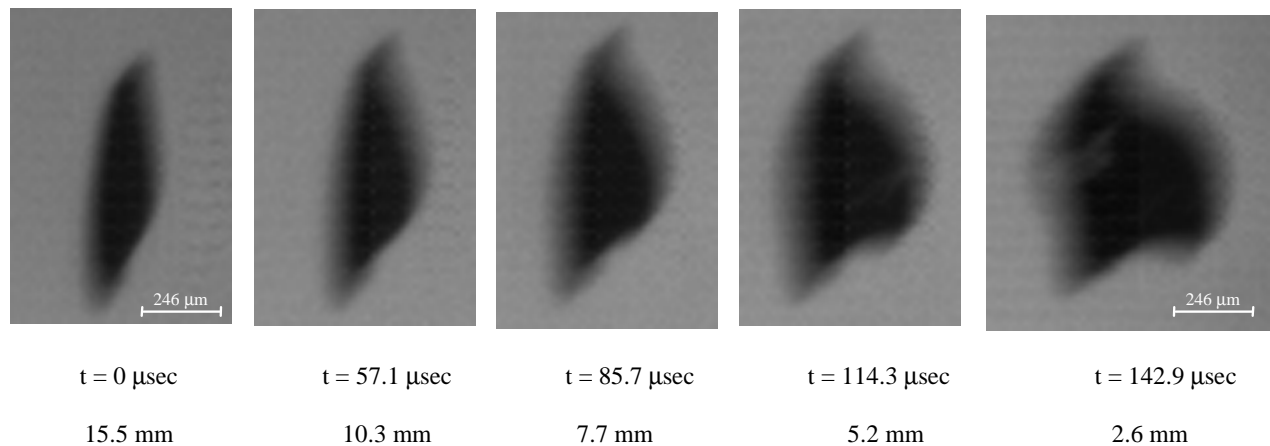 246 μm
246 μm
t = 0 μsec
t = 57.1 μsec
t = 85.7 μsec
t = 114.3 μsec
t = 142.9 μsec
15.5 mm
10.3 mm
7.7 mm
5.2 mm
2.6 mm